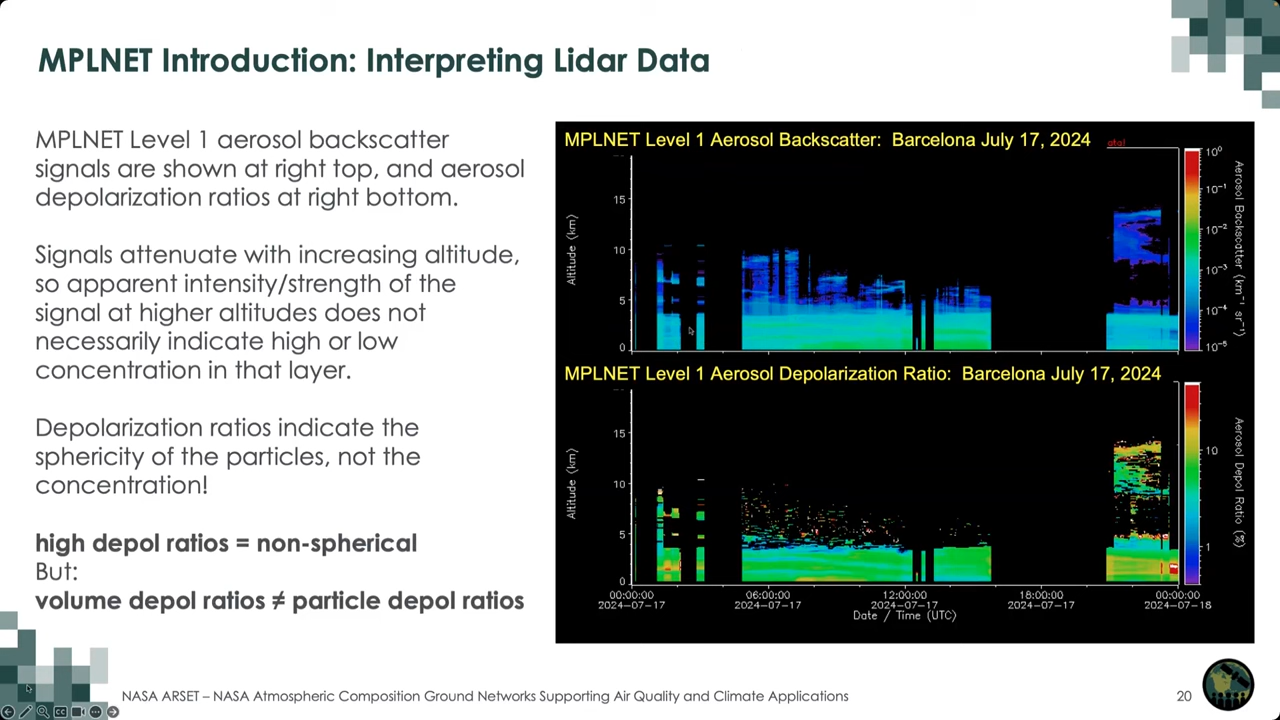 MPLNET Introduction: Interpreting Lidar Data
MPLNET Level 1 aerosol backscatter
signals are shown at right top, and aerosol
depolarization ratios at right bottom.
Signals attenuate with increasing altitude,
so apparent intensity/strength of the
signal at higher altitudes does not
necessarily indicate high or low
concentration in that layer.
Depolarization ratios indicate the
sphericity of the particles, not the
concentration!
high depol ratios = non-spherical
But:
volume depol ratios ≠ particle depol ratios
MPLNET Level 1 Aerosol Backscatter:  Barcelona July 17, 2024
15
10
5
0
Altitude (km)
10⁰
10⁻¹
10⁻²
10⁻³
10⁻⁴
10⁻⁵
Aerosol Backscatter (km⁻¹ sr⁻¹)
MPLNET Level 1 Aerosol Depolarization Ratio:  Barcelona July 17, 2024
15
10
5
0
Altitude (km)
10
1
Aerosol Depol Ratio (%)
00:00:00 06:00:00 12:00:00 18:00:00 00:00:00
2024-07-17 2024-07-17 2024-07-17 2024-07-17 2024-07-18
Date / Time (UTC)
NASA ARSET – NASA Atmospheric Composition Ground Networks Supporting Air Quality and Climate Applications
20
CC